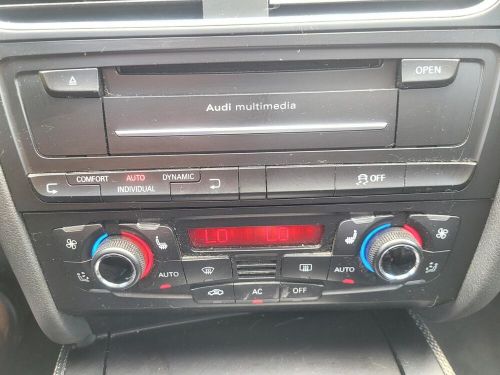 OPEN
Audi multimedia
COMFORT AUTO DYNAMIC
INDIVIDUAL
OFF
LO LO
AUTO AUTO
AC OFF